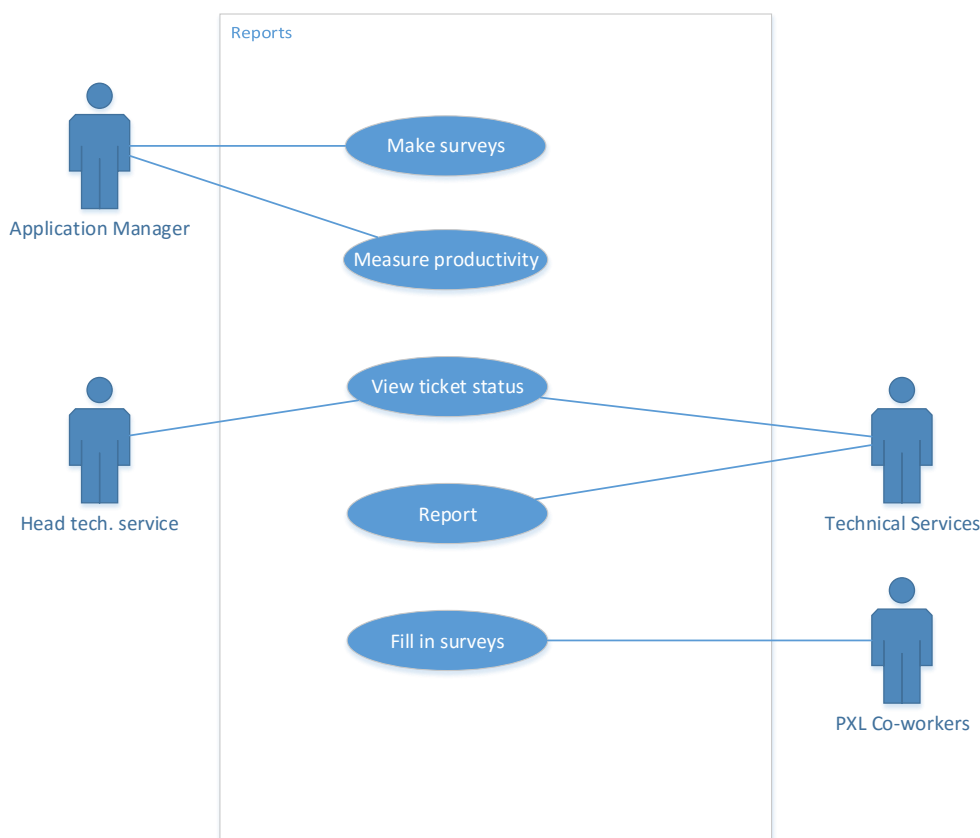 Reports
Make surveys
Application Manager
Measure productivity
View ticket status
Head tech. service
Report
Technical Services
Fill in surveys
PXL Co-workers